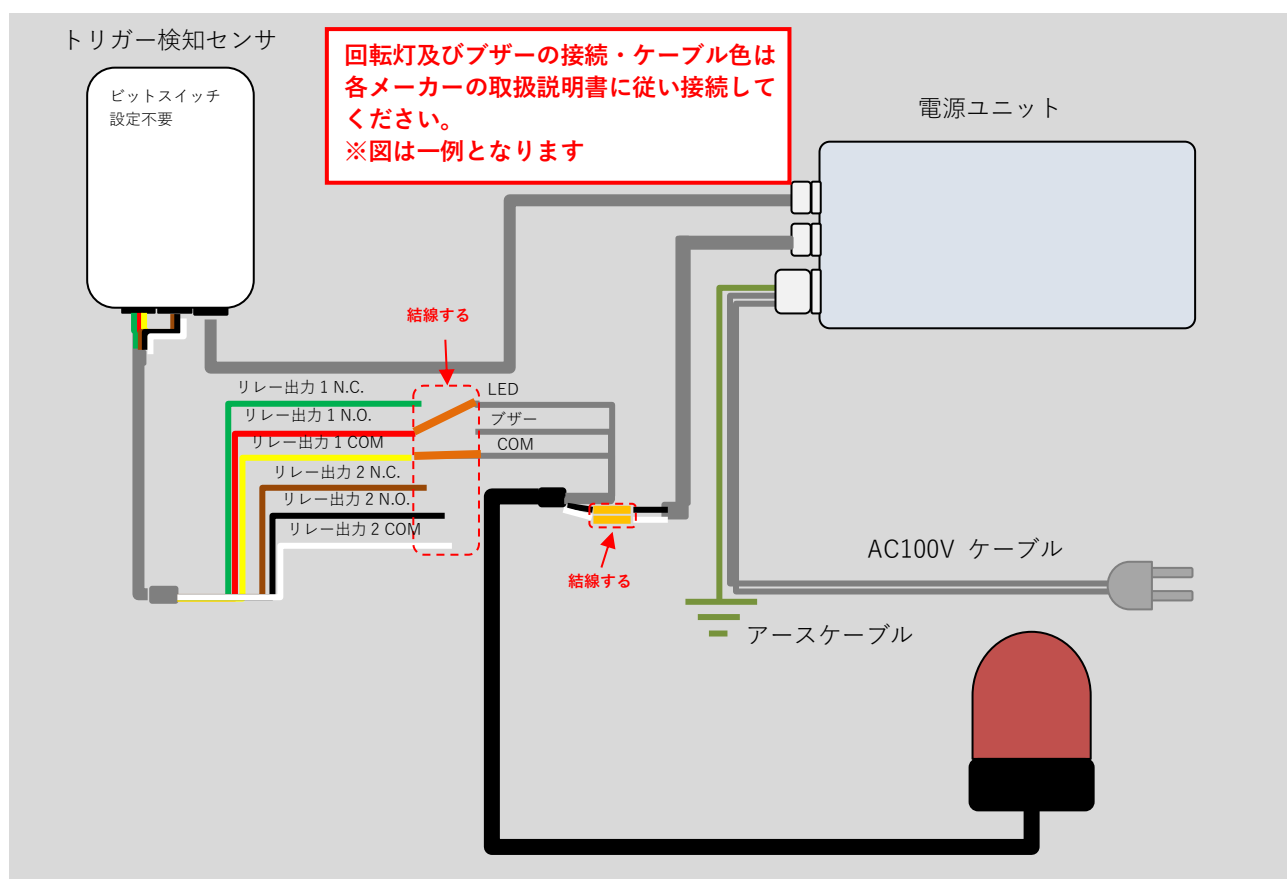 トリガー検知センサ
ビットスイッチ
設定不要
回転灯及びブザーの接続・ケーブル色は
各メーカーの取扱説明書に従い接続して
ください。
※図は一例となります
電源ユニット
結線する
リレー出力 1 N.C.
LED
リレー出力 1 N.O.
ブザー
リレー出力 1 COM
COM
リレー出力 2 N.C.
リレー出力 2 N.O.
リレー出力 2 COM
結線する
AC100V ケーブル
アースケーブル